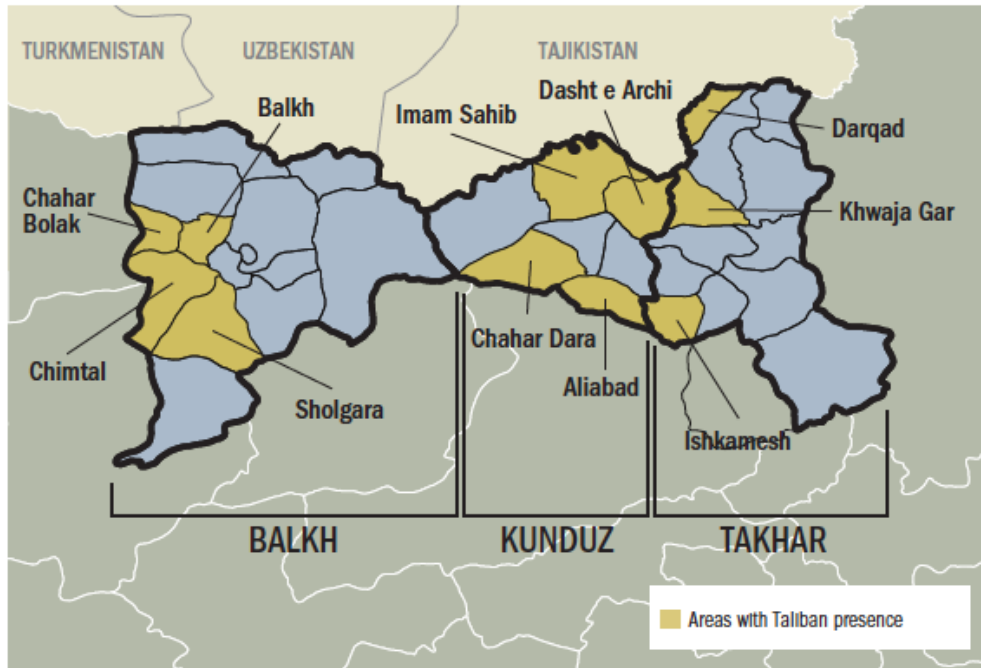 TURKMENISTAN
UZBEKISTAN
TAJIKISTAN
Balkh
Imam Sahib
Dasht e Archi
Darqad
Chahar
Bolak
Khwaja Gar
Chimtal
Sholgara
Chahar Dara
Aliabad
Ishkamesh
BALKH
KUNDUZ
TAKHAR
Areas with Taliban presence